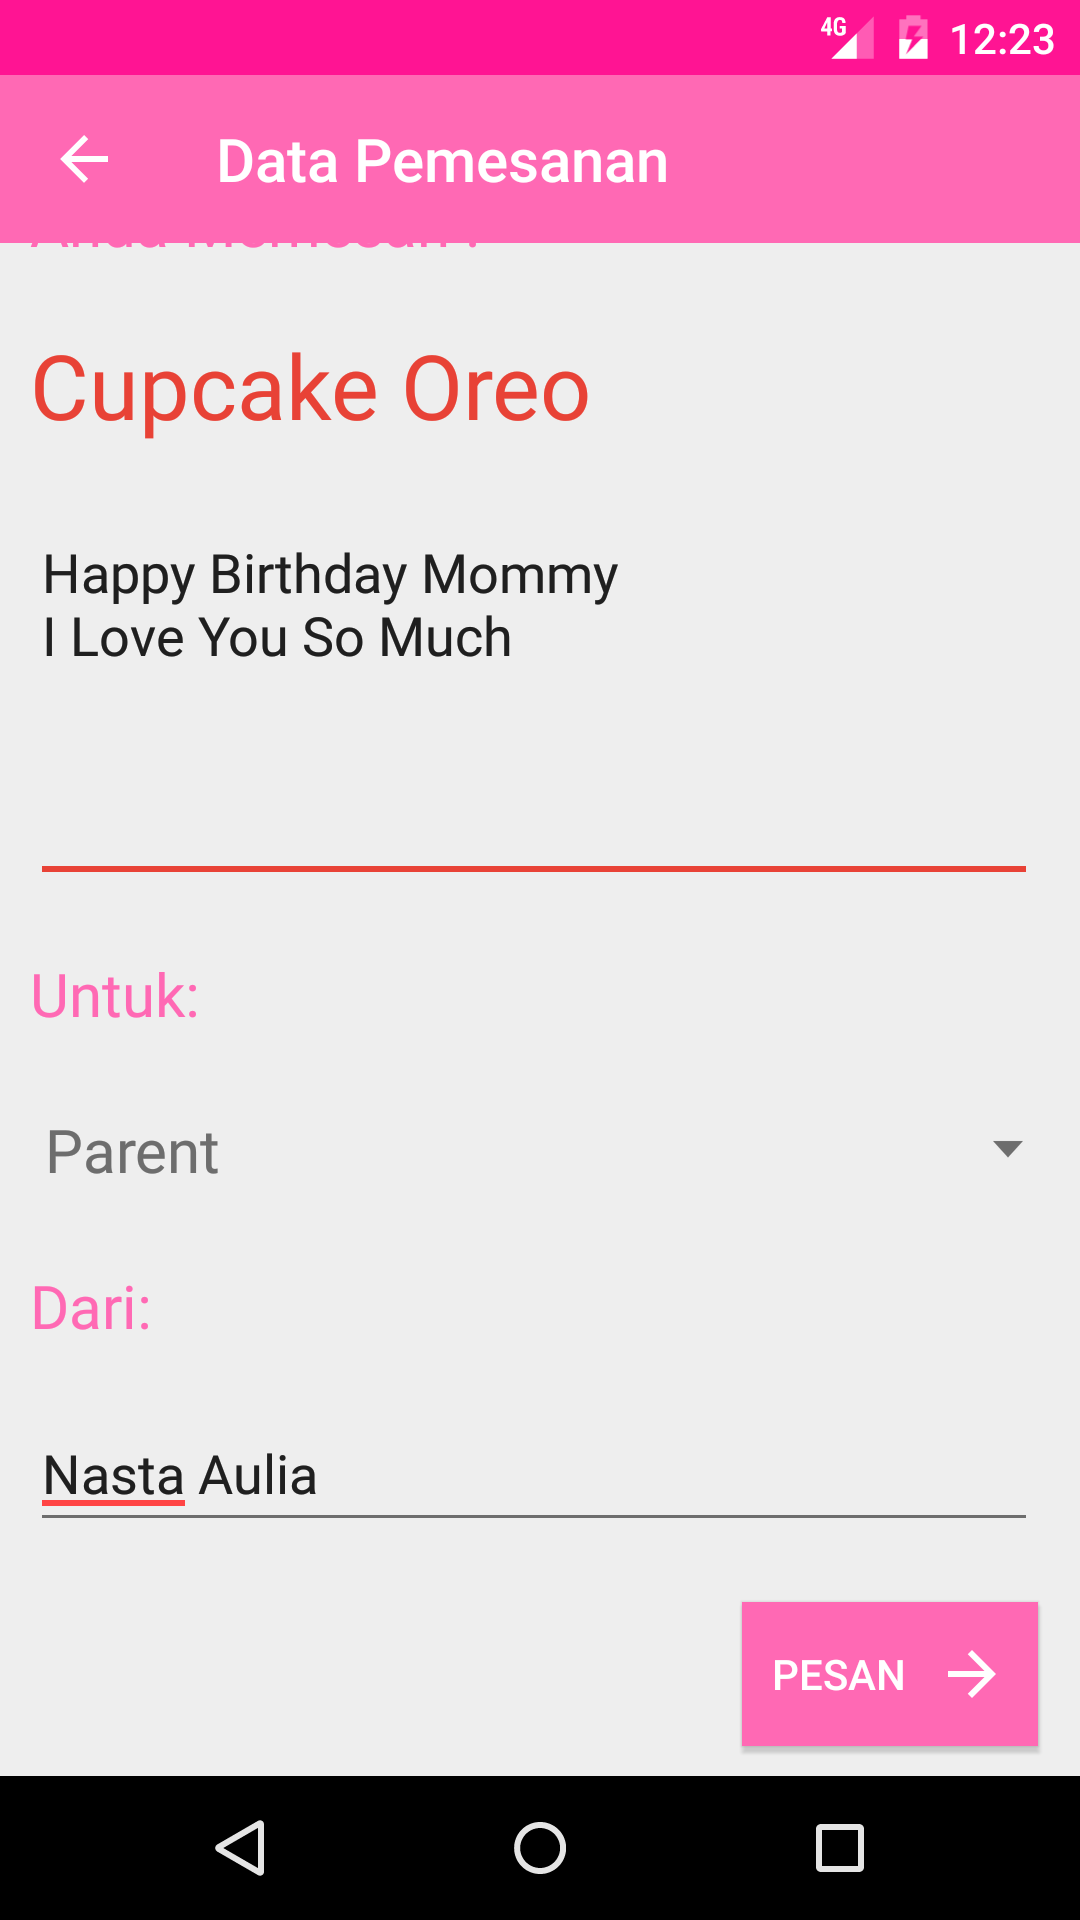 4G 12:23
Data Pemesanan
Cupcake Oreo
Happy Birthday Mommy
I Love You So Much
Untuk:
Parent
Dari:
Nasta Aulia
PESAN